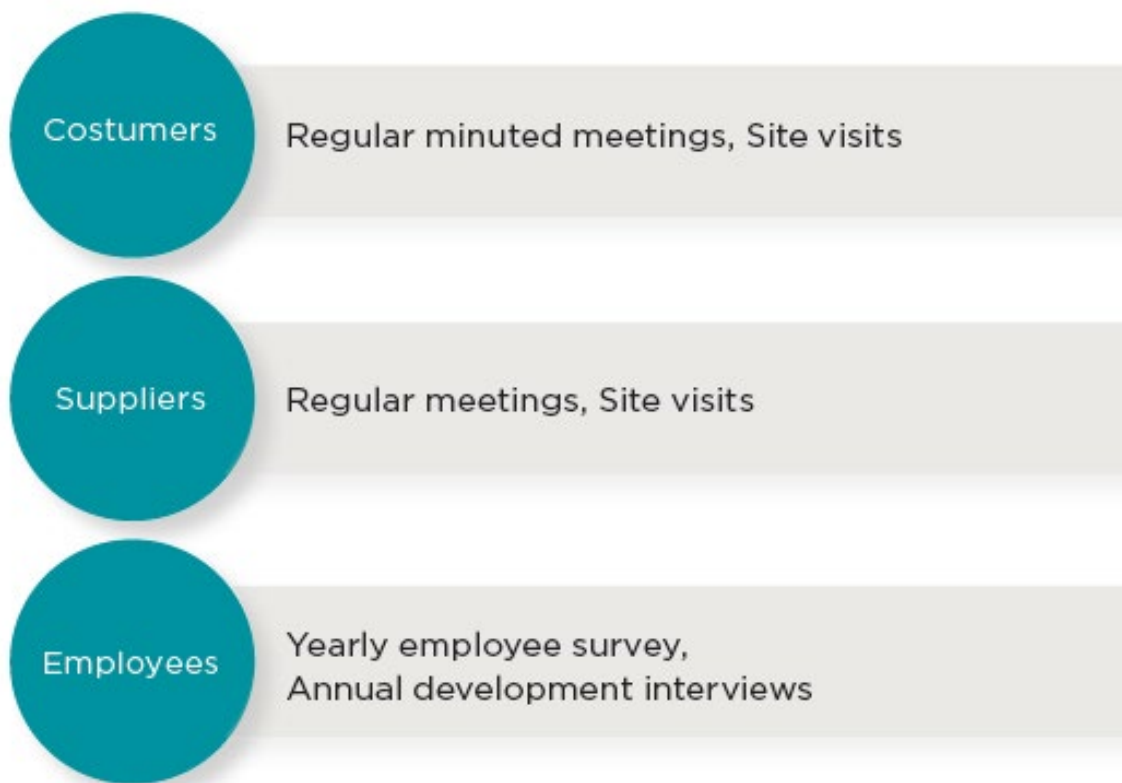 Costumers
Regular minuted meetings, Site visits
Suppliers
Regular meetings, Site visits
Employees
Yearly employee survey,
Annual development interviews